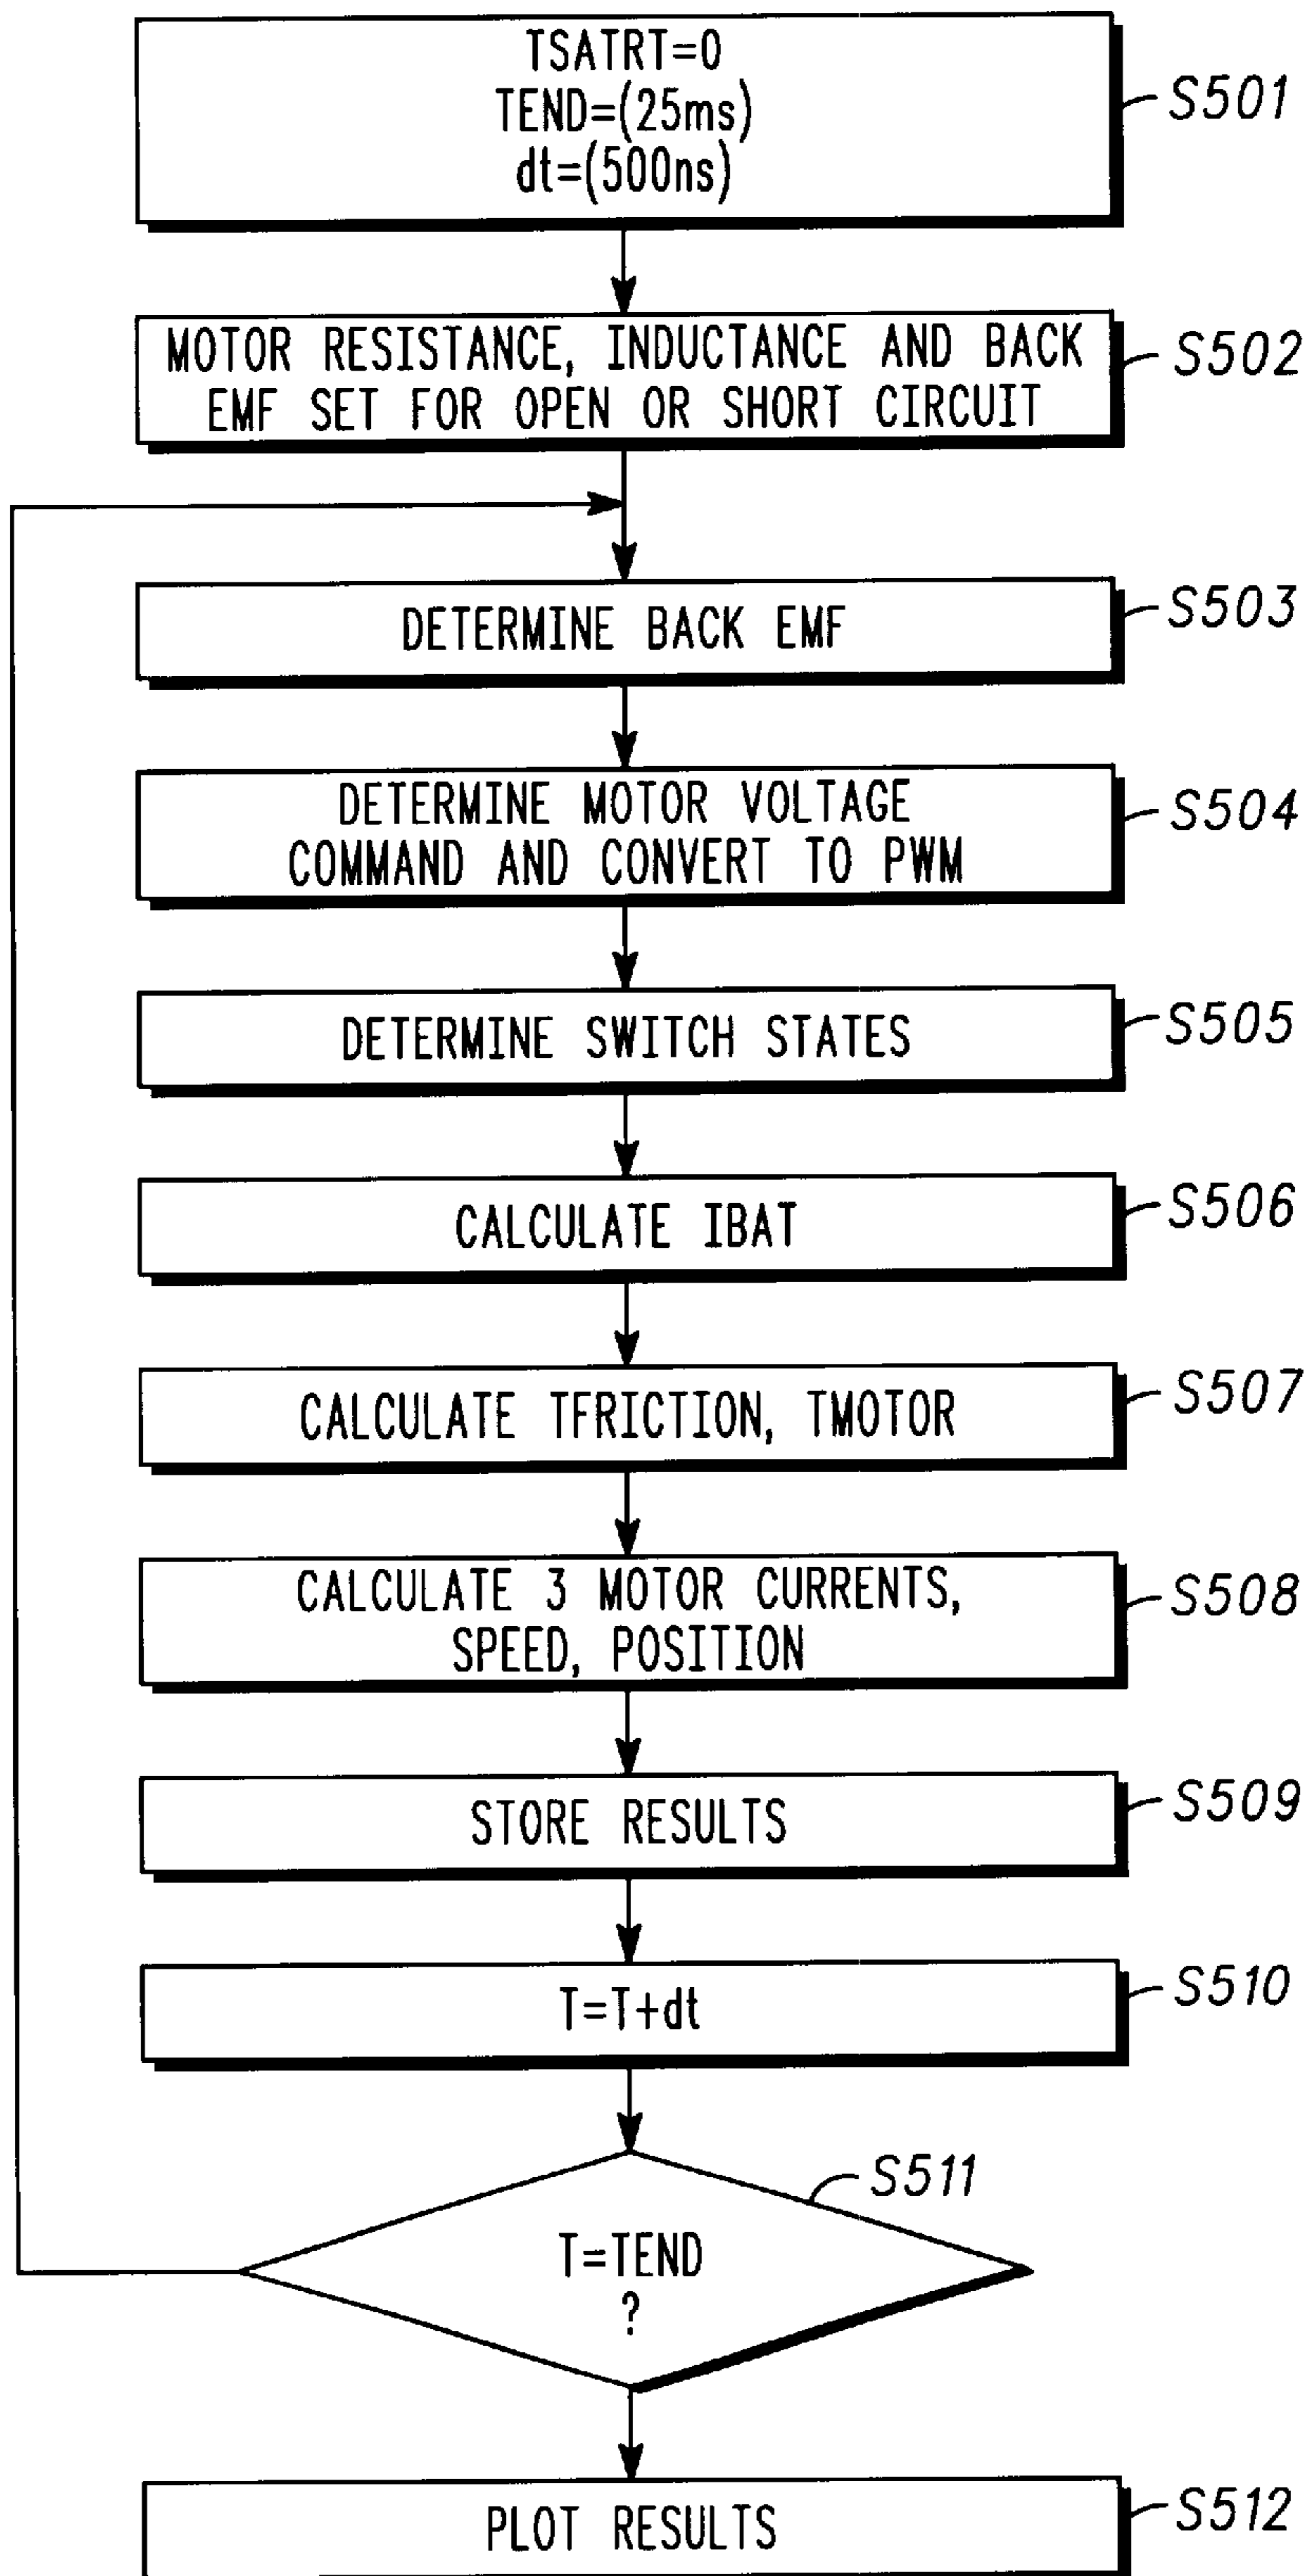 TSATRT=0
TEND=(25ms)
dt=(500ns)
S501
MOTOR RESISTANCE, INDUCTANCE AND BACK
EMF SET FOR OPEN OR SHORT CIRCUIT
S502
DETERMINE BACK EMF
S503
DETERMINE MOTOR VOLTAGE
COMMAND AND CONVERT TO PWM
S504
DETERMINE SWITCH STATES
S505
CALCULATE IBAT
S506
CALCULATE TFRICTION, TMOTOR
S507
CALCULATE 3 MOTOR CURRENTS,
SPEED, POSITION
S508
STORE RESULTS
S509
T=T+dt
S510
S511
T=TEND
?
PLOT RESULTS
S512